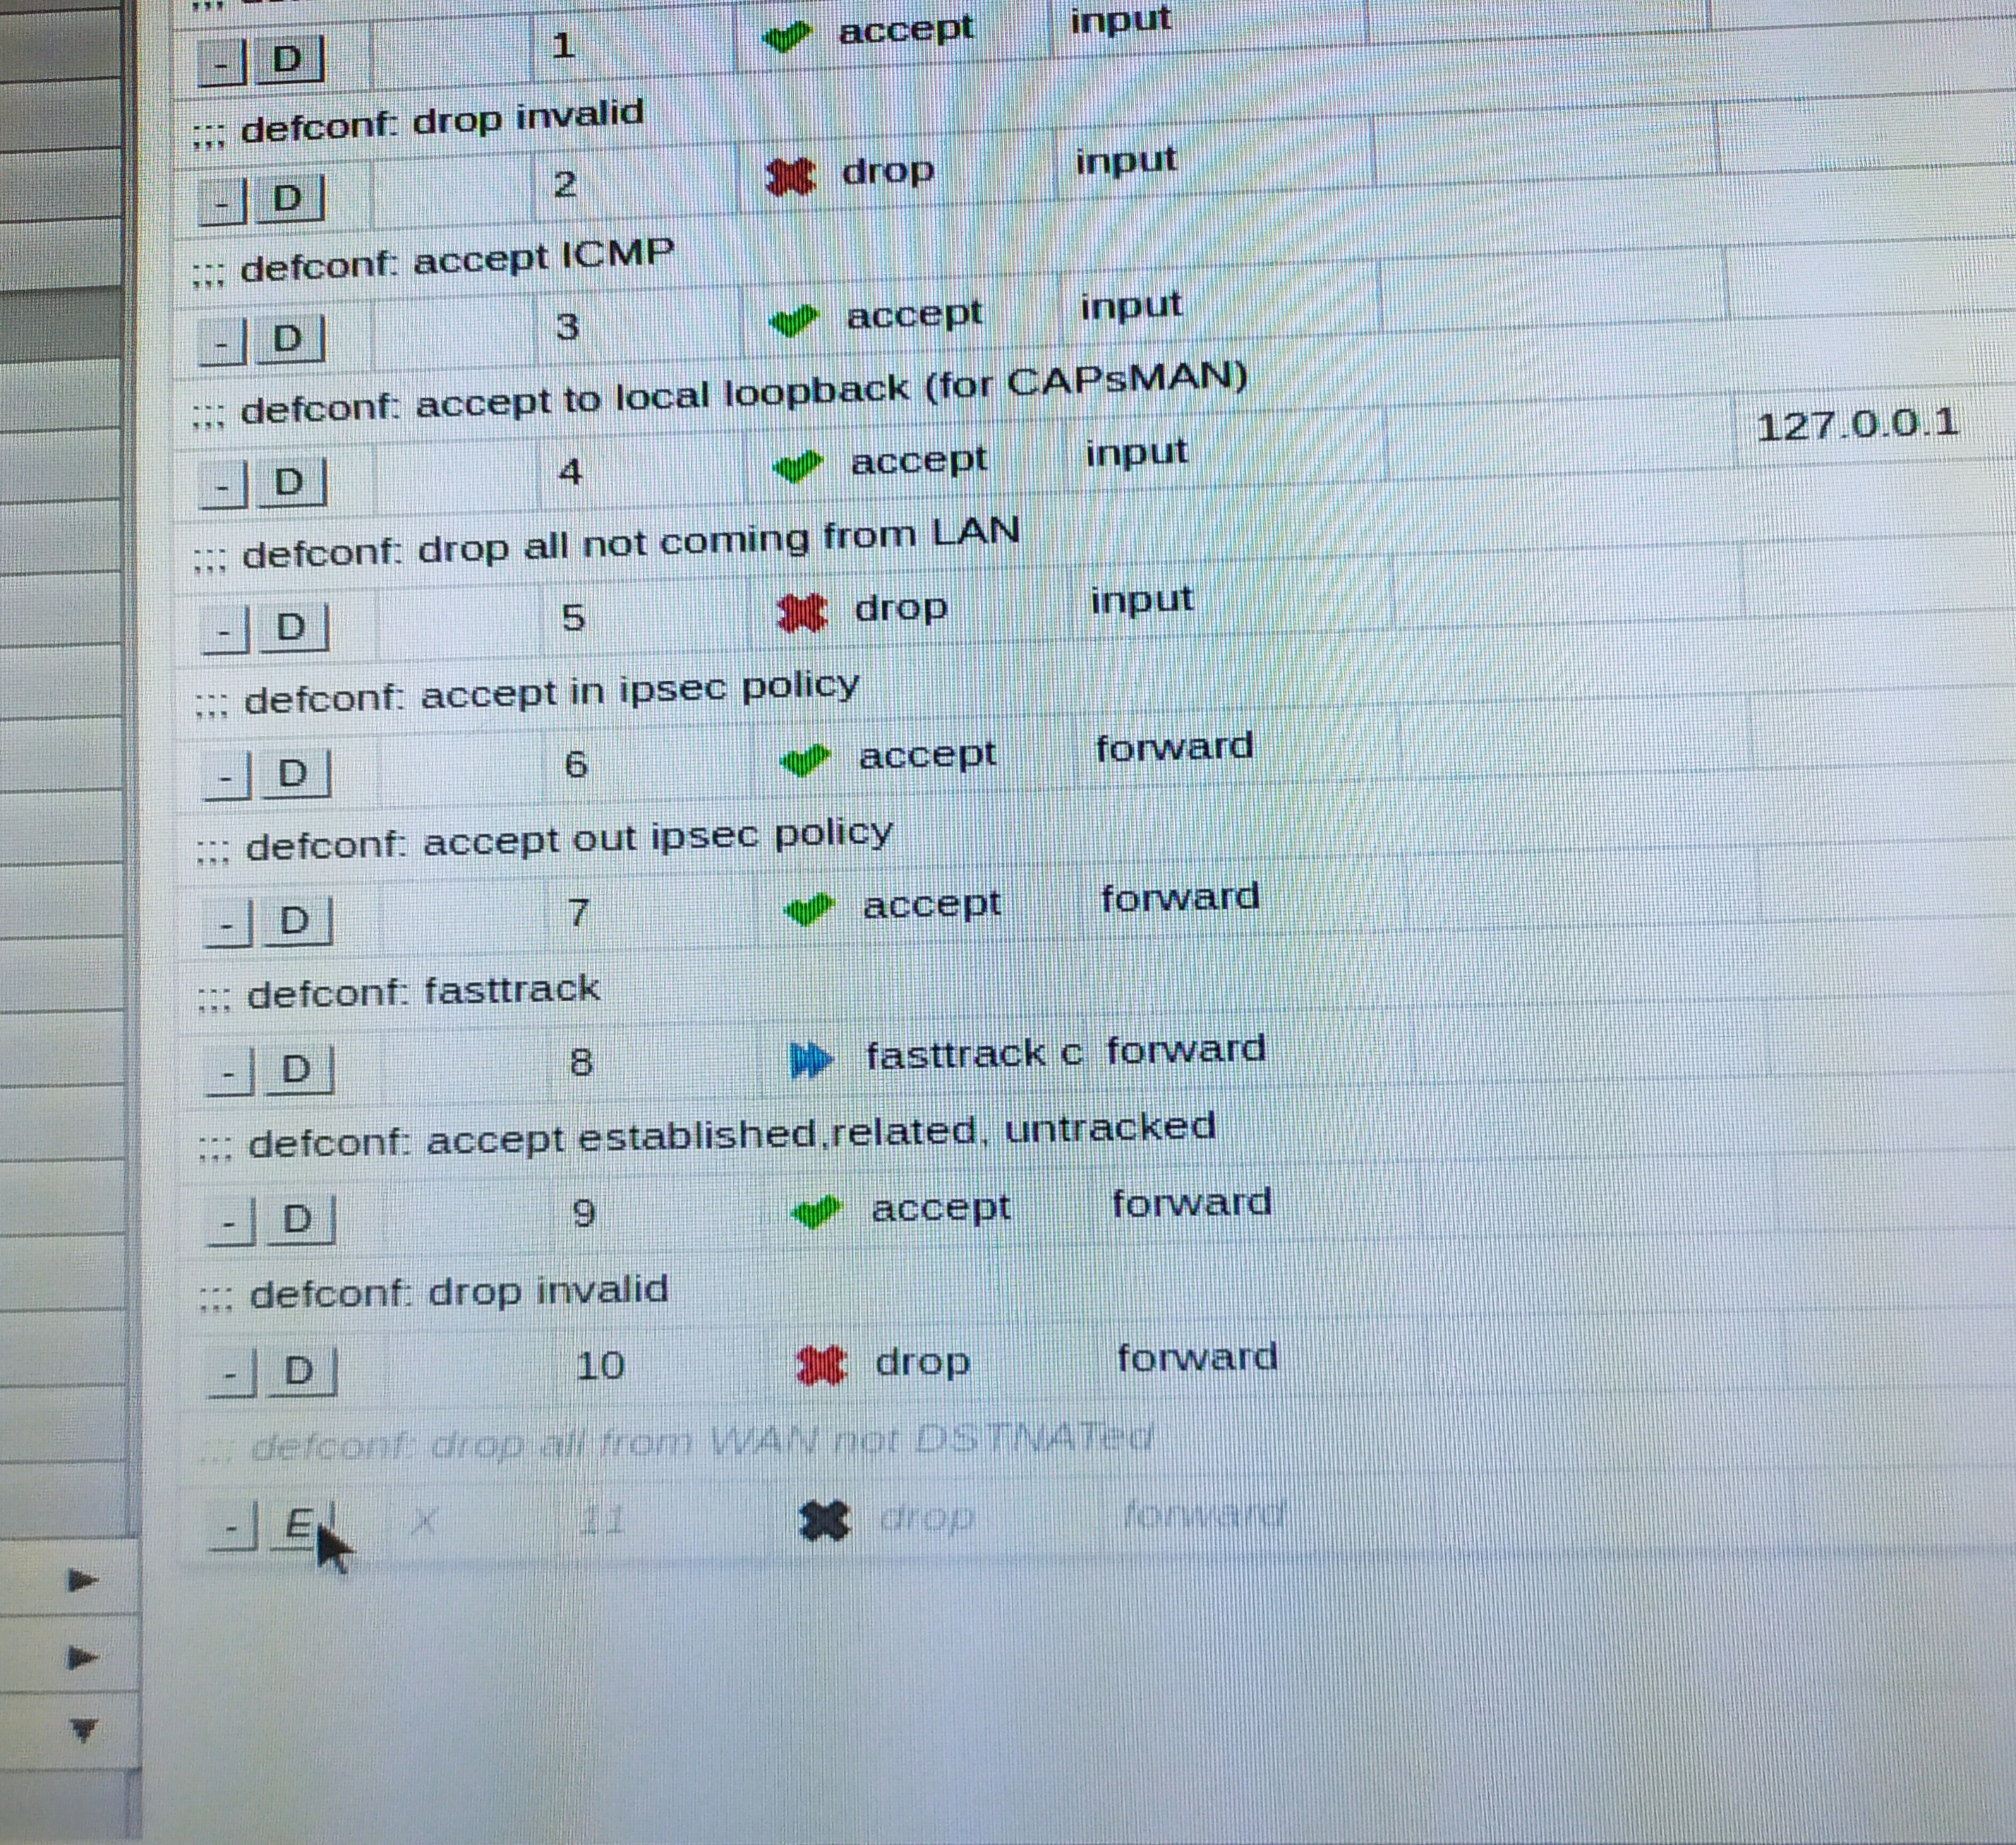 - D 1 accept input
;;; defconf: drop invalid
- D 2 drop input
;;; defconf: accept ICMP
- D 3 accept input
;;; defconf: accept to local loopback (for CAPsMAN)
- D 4 accept input 127.0.0.1
;;; defconf: drop all not coming from LAN
- D 5 drop input
;;; defconf: accept in ipsec policy
- D 6 accept forward
;;; defconf: accept out ipsec policy
- D 7 accept forward
;;; defconf: fasttrack
- D 8 fasttrack c forward
;;; defconf: accept established,related, untracked
- D 9 accept forward
;;; defconf: drop invalid
- D 10 drop forward
;;; defconf: drop all from WAN not DSTNATed
- E X 11 drop forward